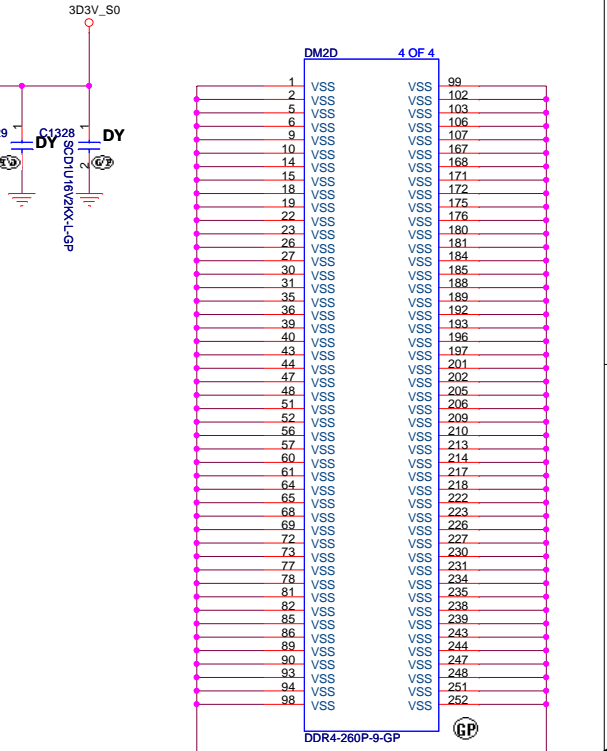 3D3V_S0
DM2D 4 OF 4
1 VSS VSS 99
2 VSS VSS 102
5 VSS VSS 103
6 VSS VSS 106
9 VSS VSS 107
10 VSS VSS 167
14 VSS VSS 168
15 VSS VSS 171
18 VSS VSS 172
19 VSS VSS 175
22 VSS VSS 176
23 VSS VSS 180
26 VSS VSS 181
27 VSS VSS 184
30 VSS VSS 185
31 VSS VSS 188
35 VSS VSS 189
36 VSS VSS 192
39 VSS VSS 193
40 VSS VSS 196
43 VSS VSS 197
44 VSS VSS 201
47 VSS VSS 202
48 VSS VSS 205
51 VSS VSS 206
52 VSS VSS 209
56 VSS VSS 210
57 VSS VSS 213
60 VSS VSS 214
61 VSS VSS 217
64 VSS VSS 218
65 VSS VSS 222
68 VSS VSS 223
69 VSS VSS 226
72 VSS VSS 227
73 VSS VSS 230
77 VSS VSS 231
78 VSS VSS 234
81 VSS VSS 235
82 VSS VSS 238
85 VSS VSS 239
86 VSS VSS 243
89 VSS VSS 244
90 VSS VSS 247
93 VSS VSS 248
94 VSS VSS 251
98 VSS VSS 252
DDR4-260P-9-GP
GP
1
9
DY
C1328
1
DY
2
GP
SCD1U16V2KX-L-GP